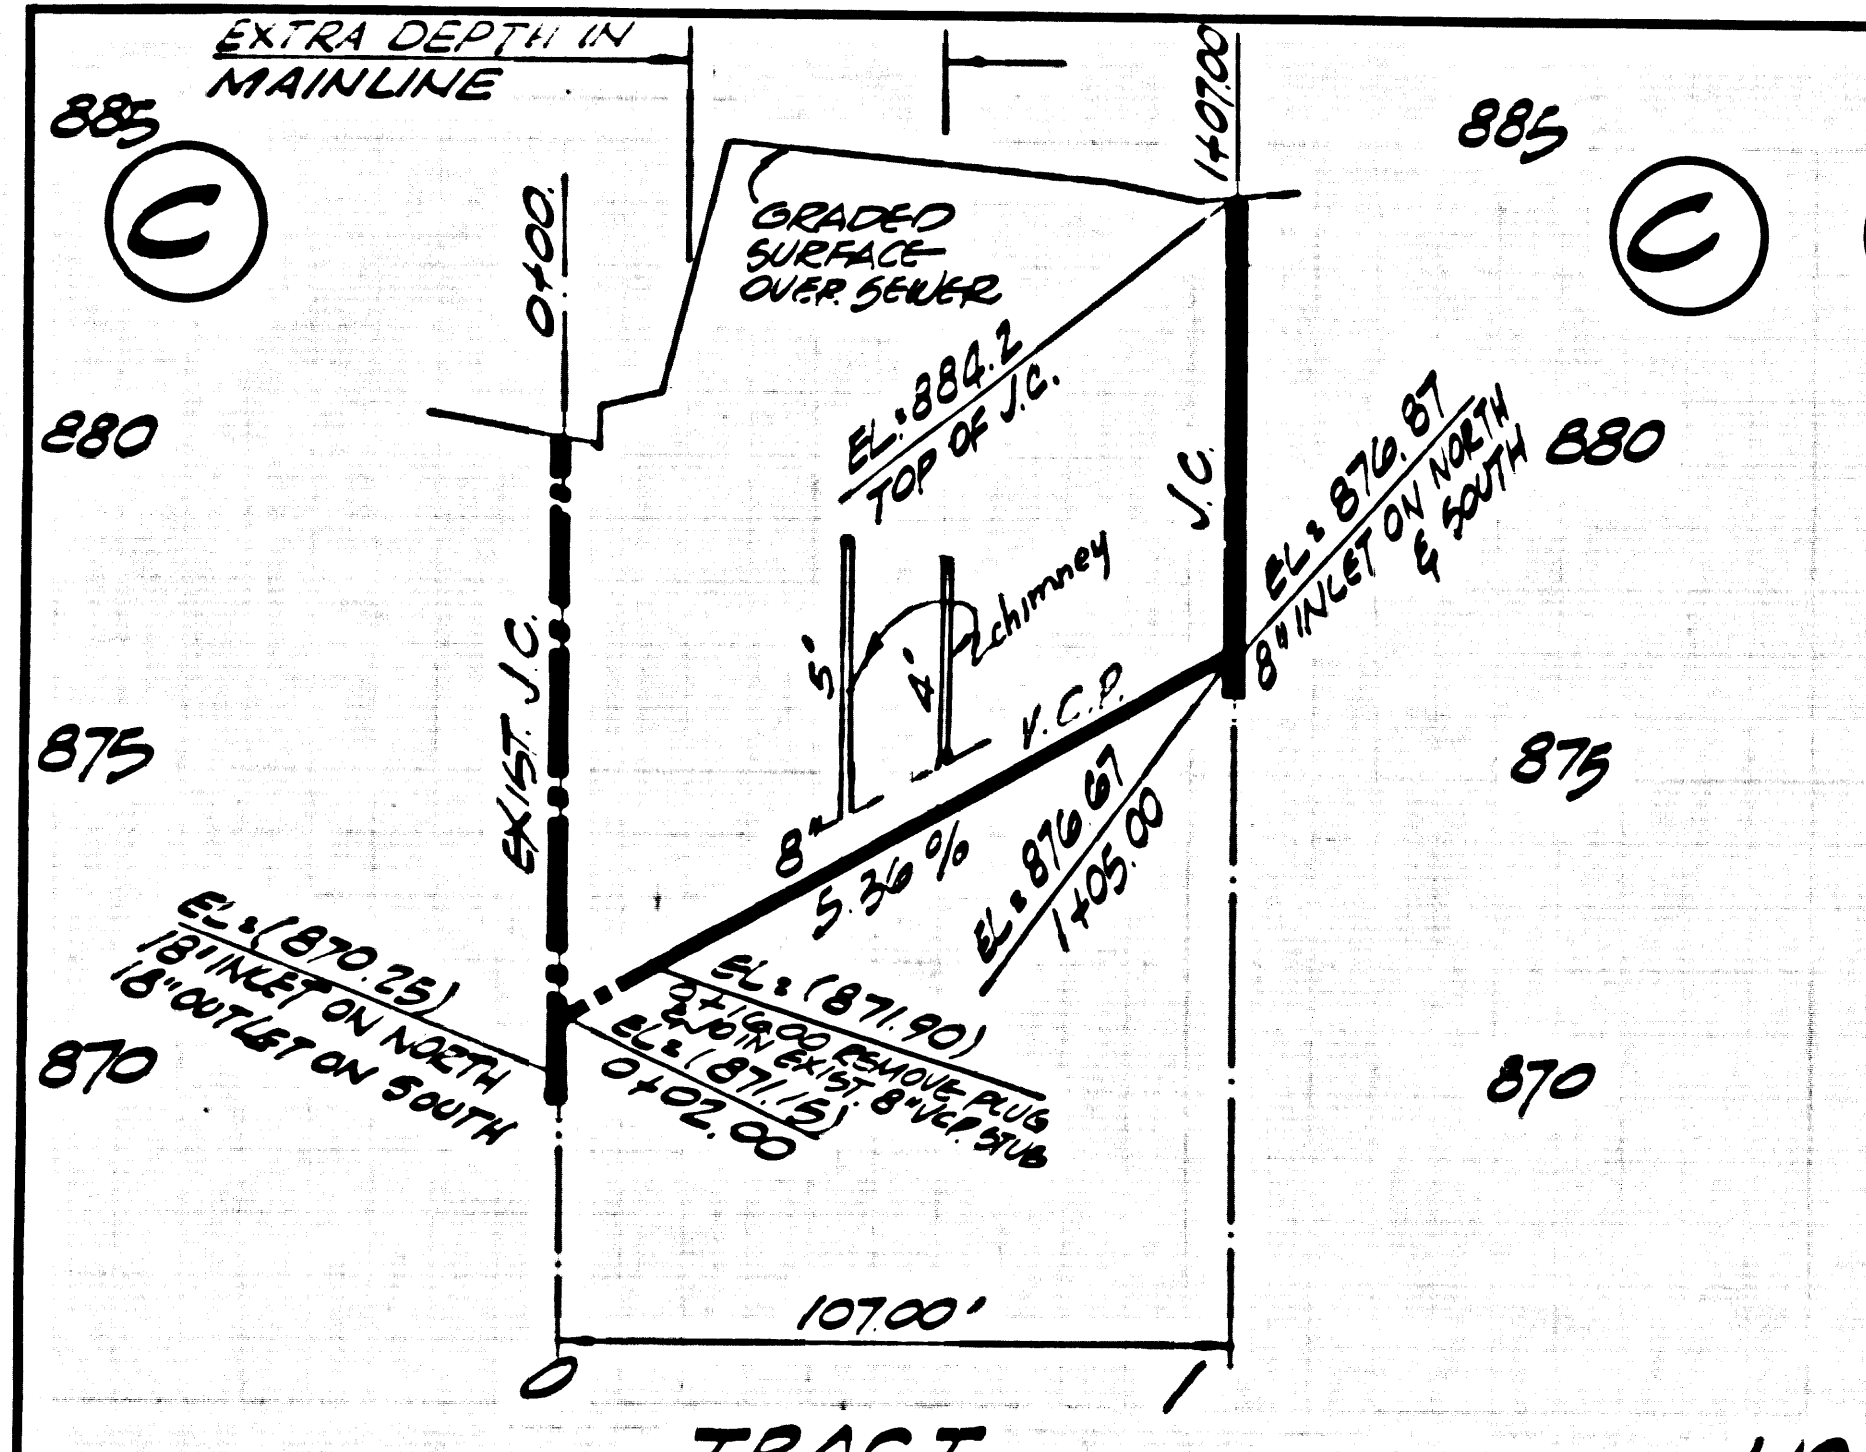 EXTRA DEPTH IN
MAINLINE
1+07.00
885
885
C
C
0+00.
GRADED
SURFACE
OVER SEWER
EL: 884.2
TOP OF J.C.
880
880
J.C.
EL: 876.87
8" INLET ON NORTH
& SOUTH
chimney
5'
4'
EXIST. J.C.
V.C.P.
875
875
8"
5.36 %
EL: 876.67
1+05.00
EL: (870.25)
18" INLET ON NORTH
18" OUTLET ON SOUTH
EL: (871.90)
0+16.00 REMOVE PLUG
END IN EXIST. 8" VCP. STUB
EL: (871.15)
0+02.00
870
870
107.00'
0
1
TRACT